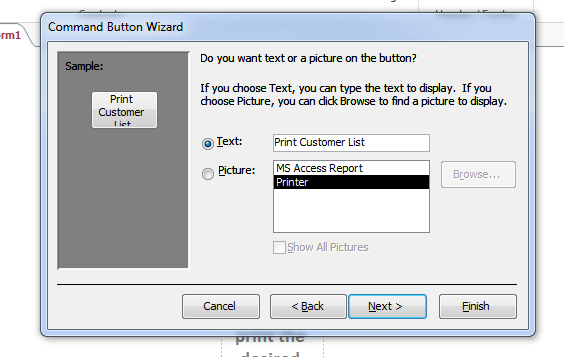 orm1
Command Button Wizard
Sample:
Print
Customer
List
Do you want text or a picture on the button?
If you choose Text, you can type the text to display.  If you
choose Picture, you can click Browse to find a picture to display.
Text:
Print Customer List
Picture:
MS Access Report
Printer
Browse...
Show All Pictures
Cancel
< Back
Next >
Finish
print the
desired